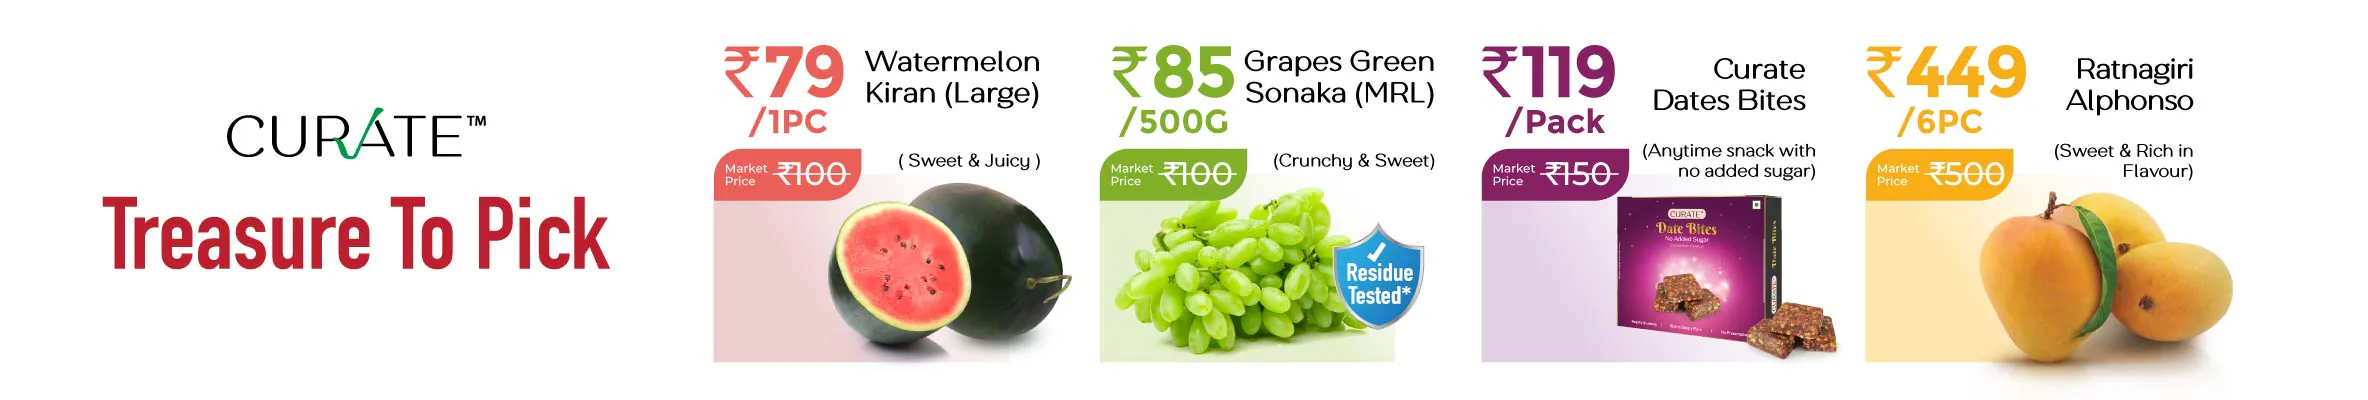 CURATE™
Treasure To Pick
₹79
/1PC
Watermelon
Kiran (Large)
Market
Price
₹100
( Sweet & Juicy )
₹85
/500G
Grapes Green
Sonaka (MRL)
Market
Price
₹100
(Crunchy & Sweet)
Residue
Tested*
₹119
/Pack
Curate
Dates Bites
Market
Price
₹150
(Anytime snack with
no added sugar)
CURATE
Date Bites
No Added Sugar
Date Bites
CURATE
₹449
/6PC
Ratnagiri
Alphonso
Market
Price
₹500
(Sweet & Rich in
Flavour)